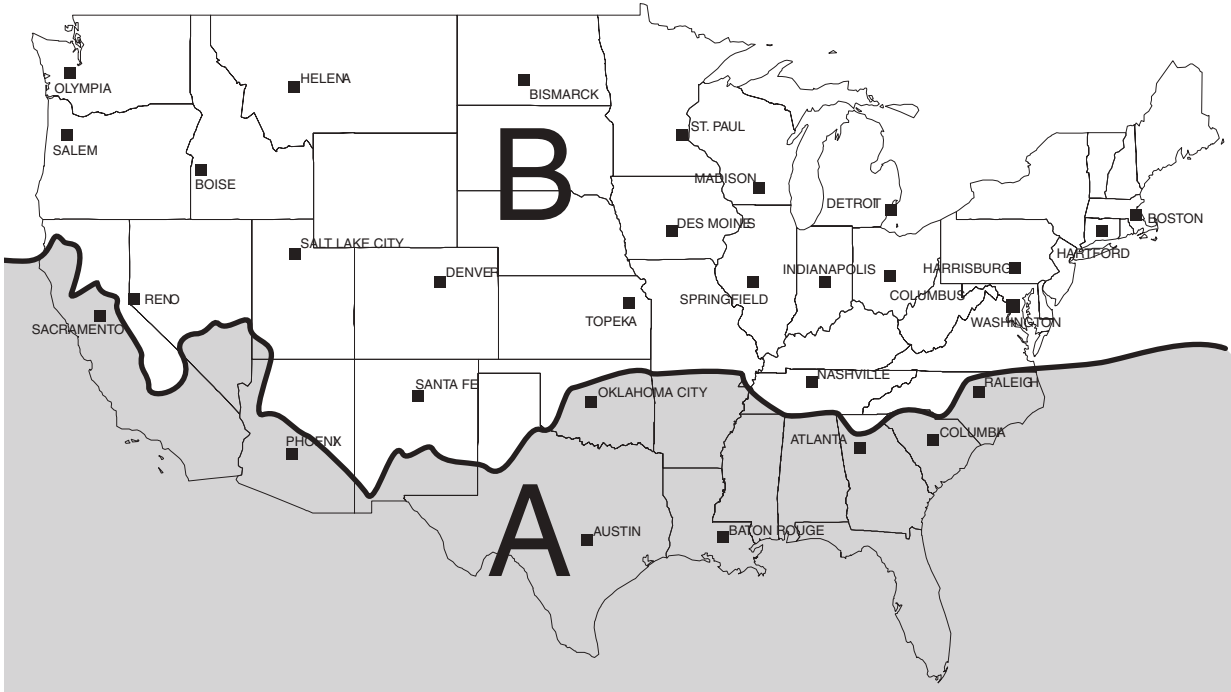 HELENA
OLYMPIA
BISMARCK
ST. PAUL
SALEM
BOISE
B
MADISON
DETROIT
BOSTON
DES MOINES
SALT LAKE CITY
HARTFORD
DENVER
INDIANAPOLIS
HARRISBURG
RENO
SPRINGFIELD
COLUMBUS
TOPEKA
SACRAMENTO
WASHINGTON
NASHVILLE
SANTA FE
RALEIGH
OKLAHOMA CITY
PHOENIX
ATLANTA
COLUMBIA
A
AUSTIN
BATON ROUGE